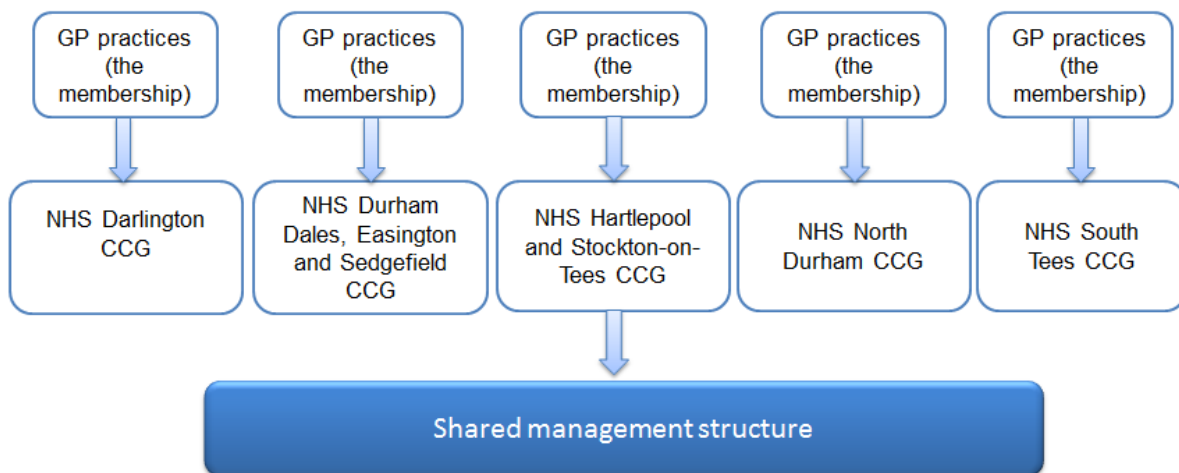 GP practices
(the
membership)
GP practices
(the
membership)
GP practices
(the
membership)
GP practices
(the
membership)
GP practices
(the
membership)
NHS Darlington
CCG
NHS Durham
Dales, Easington
and Sedgefield
CCG
NHS Hartlepool
and Stockton-on-
Tees CCG
NHS North
Durham CCG
NHS South
Tees CCG
Shared management structure